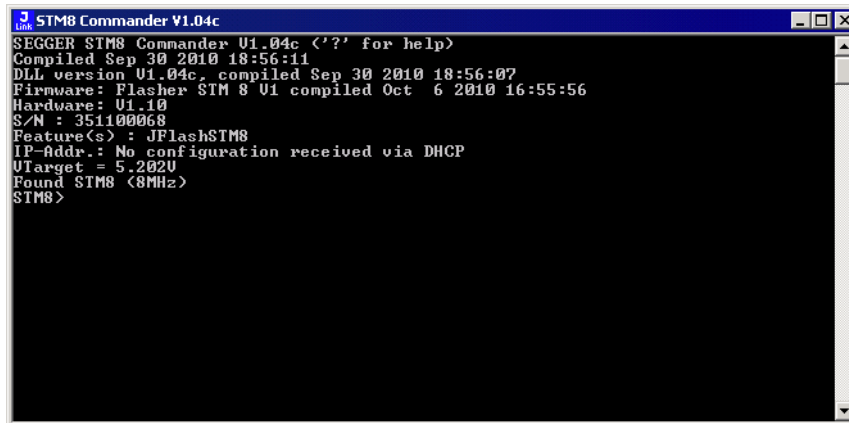 J Link STM8 Commander V1.04c
SEGGER STM8 Commander V1.04c ('?' for help)
Compiled Sep 30 2010 18:56:11
DLL version V1.04c, compiled Sep 30 2010 18:56:07
Firmware: Flasher STM 8 V1 compiled Oct  6 2010 16:55:56
Hardware: V1.10
S/N : 351100068
Feature(s) : JFlashSTM8
IP-Addr.: No configuration received via DHCP
VTarget = 5.202V
Found STM8 (8MHz)
STM8>